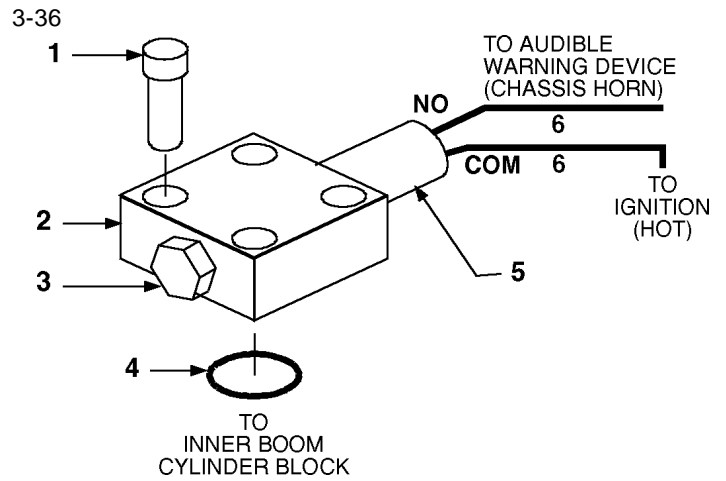 3-36
1
TO AUDIBLE
WARNING DEVICE
(CHASSIS HORN)
NO
6
COM
6
TO
IGNITION
(HOT)
2
3
5
4
TO
INNER BOOM
CYLINDER BLOCK